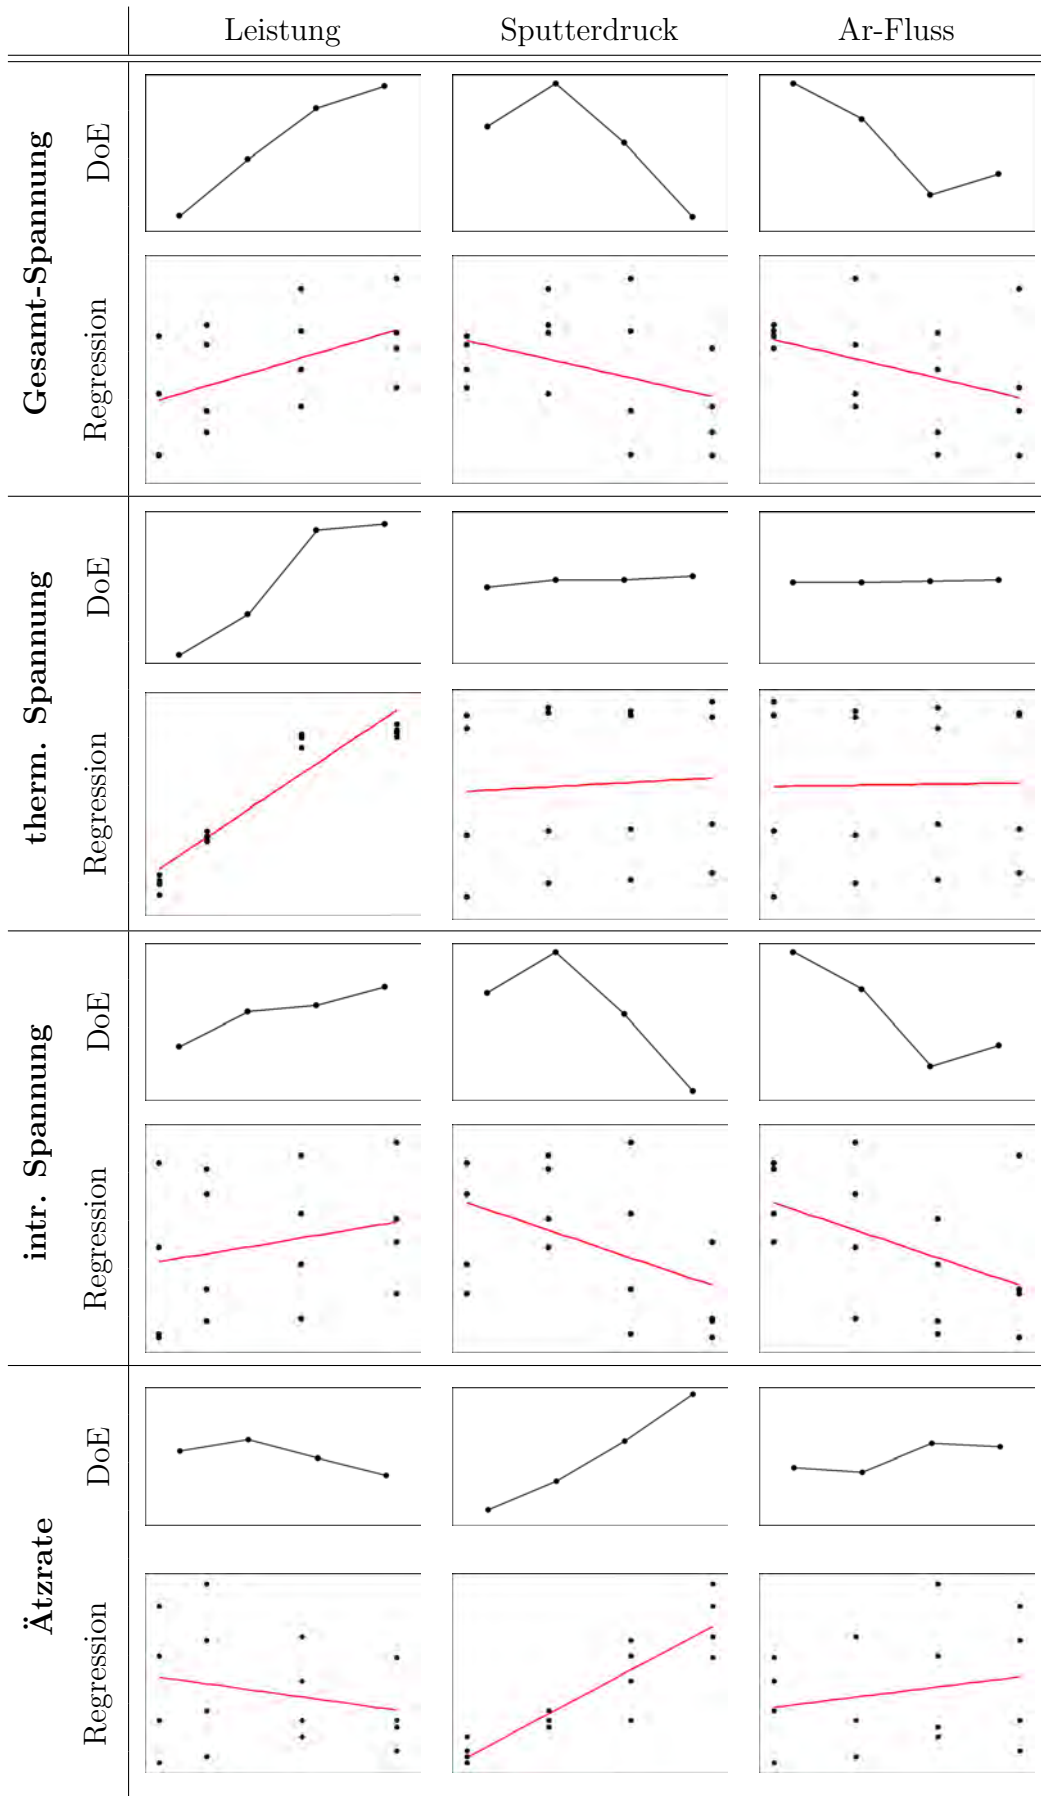 Leistung Sputterdruck Ar-Fluss
Gesamt-Spannung
DoE
Regression
therm. Spannung
DoE
Regression
intr. Spannung
DoE
Regression
Ätzrate
DoE
Regression